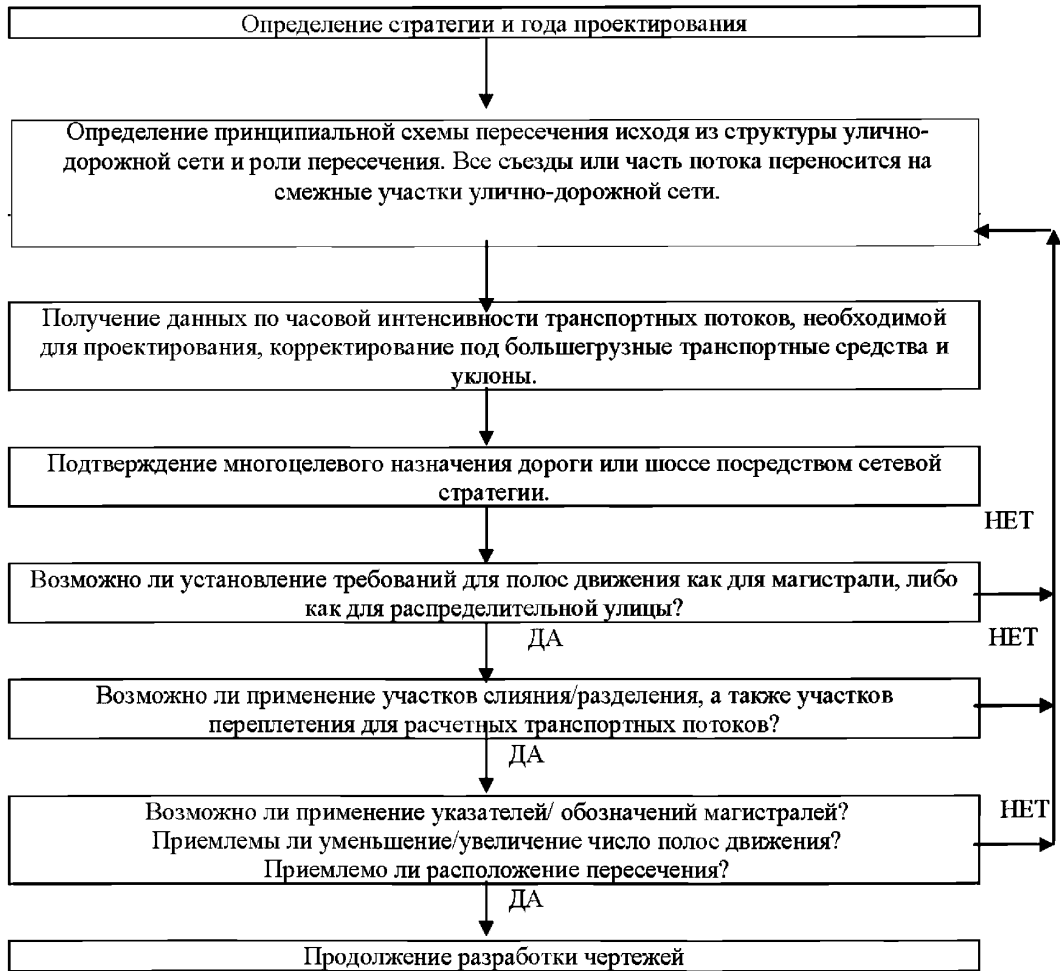 Определение стратегии и года проектирования
Определение принципиальной схемы пересечения исходя из структуры улично-
дорожной сети и роли пересечения. Все съезды или часть потока переносится на
смежные участки улично-дорожной сети.
Получение данных по часовой интенсивности транспортных потоков, необходимой
для проектирования, корректирование под большегрузные транспортные средства и
уклоны.
Подтверждение многоцелевого назначения дороги или шоссе посредством сетевой
стратегии.
НЕТ
Возможно ли установление требований для полос движения как для магистрали, либо
как для распределительной улицы?
ДА
НЕТ
Возможно ли применение участков слияния/разделения, а также участков
переплетения для расчетных транспортных потоков?
ДА
Возможно ли применение указателей/ обозначений магистралей?
НЕТ
Приемлемы ли уменьшение/увеличение число полос движения?
Приемлемо ли расположение пересечения?
ДА
Продолжение разработки чертежей